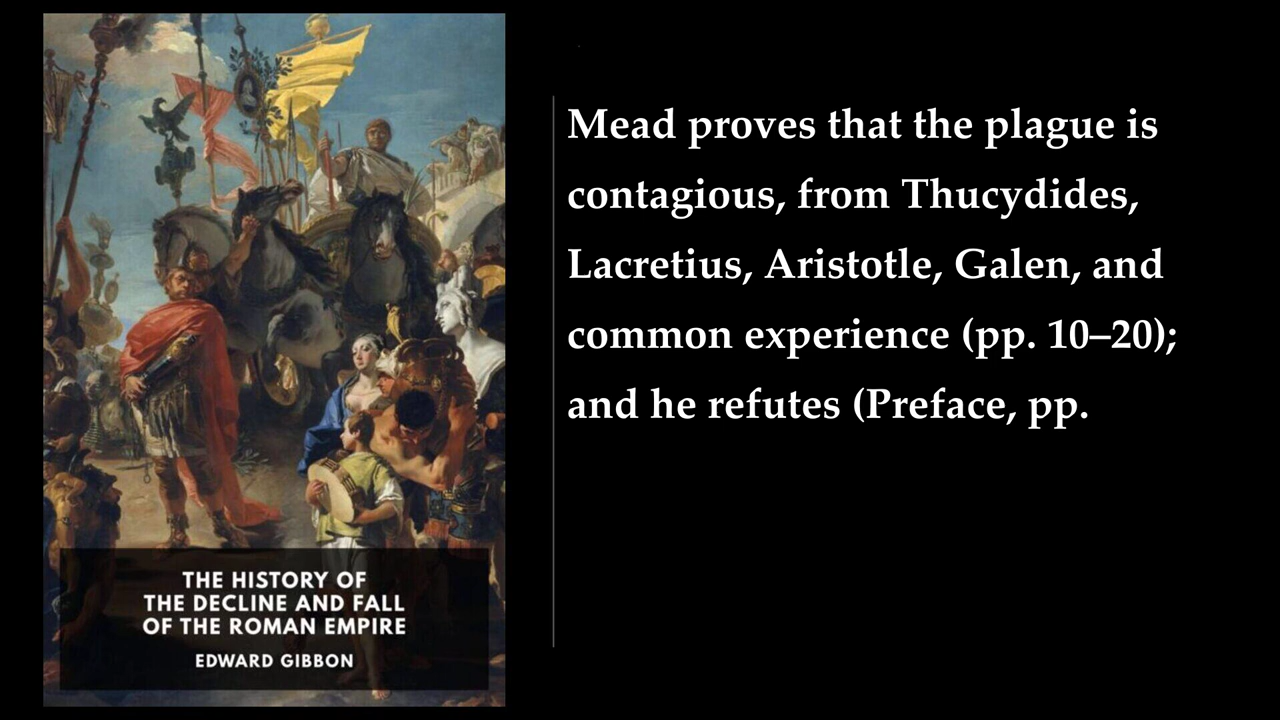 THE HISTORY OF
THE DECLINE AND FALL
OF THE ROMAN EMPIRE
EDWARD GIBBON
Mead proves that the plague is
contagious, from Thucydides,
Lacretius, Aristotle, Galen, and
common experience (pp. 10–20);
and he refutes (Preface, pp.